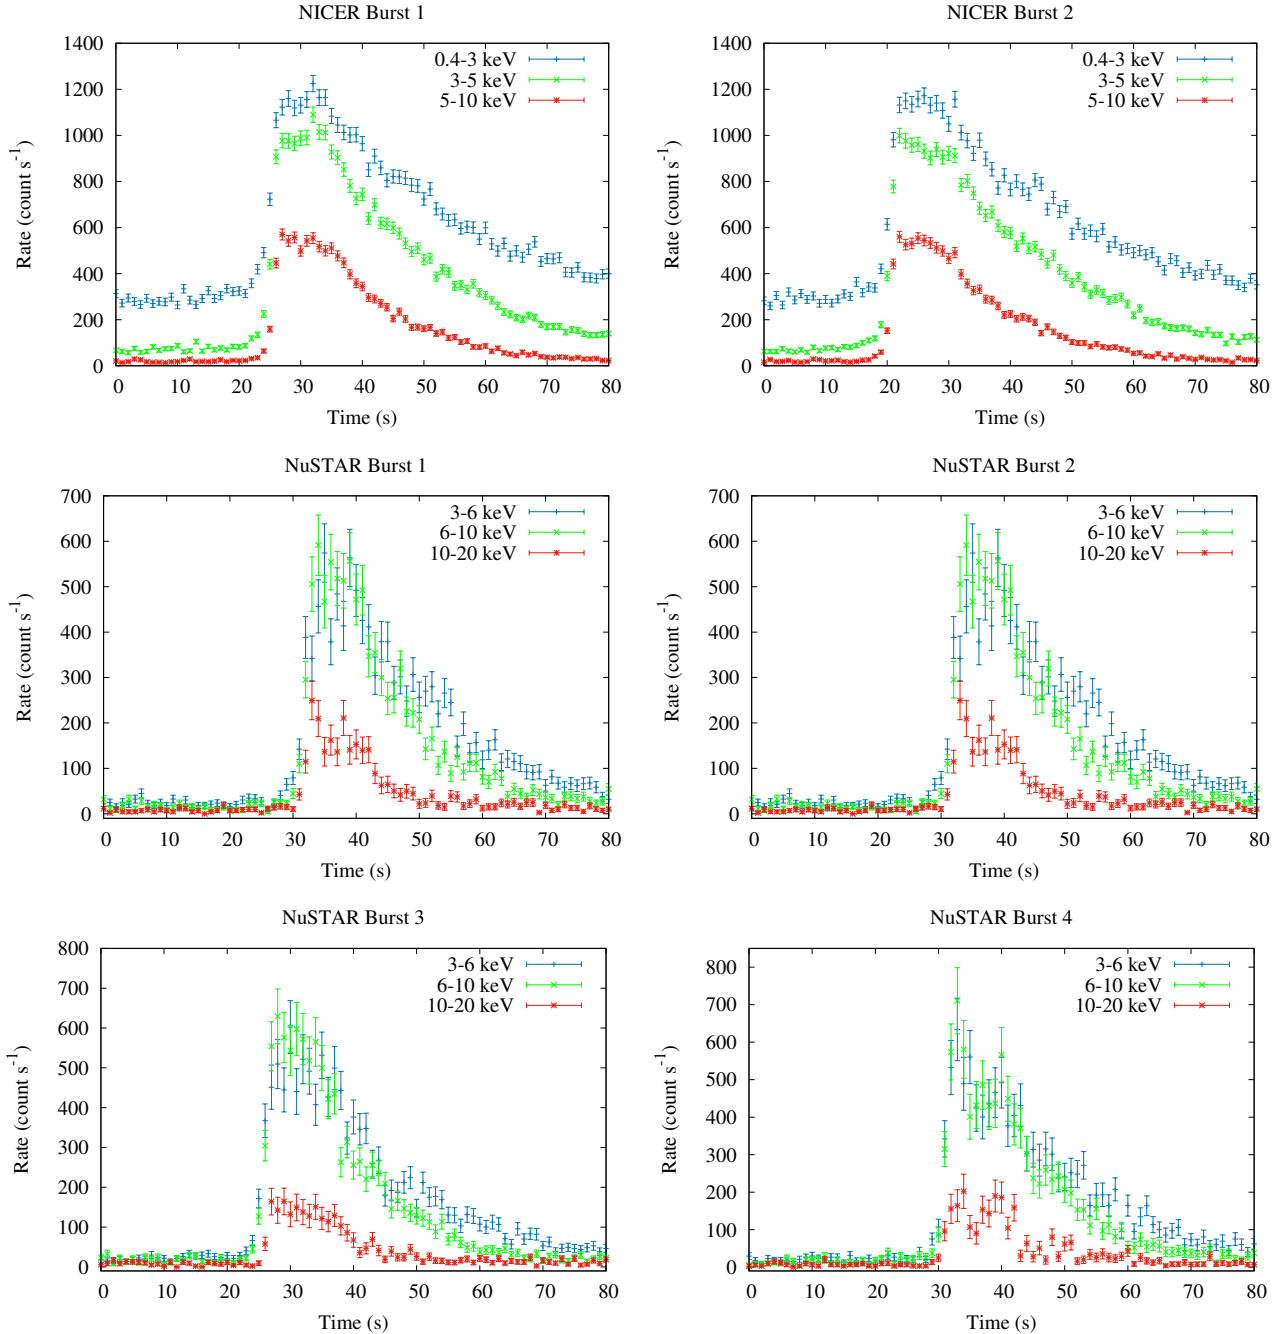 NICER Burst 1
1400
1200
1000
800
600
400
200
0
Rate (count s-1)
0.4-3 keV
3-5 keV
5-10 keV
0 10 20 30 40 50 60 70 80
Time (s)
NICER Burst 2
1400
1200
1000
800
600
400
200
0
Rate (count s-1)
0.4-3 keV
3-5 keV
5-10 keV
0 10 20 30 40 50 60 70 80
Time (s)
NuSTAR Burst 1
700
600
500
400
300
200
100
0
Rate (count s-1)
3-6 keV
6-10 keV
10-20 keV
0 10 20 30 40 50 60 70 80
Time (s)
NuSTAR Burst 2
700
600
500
400
300
200
100
0
Rate (count s-1)
3-6 keV
6-10 keV
10-20 keV
0 10 20 30 40 50 60 70 80
Time (s)
NuSTAR Burst 3
800
700
600
500
400
300
200
100
0
Rate (count s-1)
3-6 keV
6-10 keV
10-20 keV
0 10 20 30 40 50 60 70 80
Time (s)
NuSTAR Burst 4
800
700
600
500
400
300
200
100
0
Rate (count s-1)
3-6 keV
6-10 keV
10-20 keV
0 10 20 30 40 50 60 70 80
Time (s)